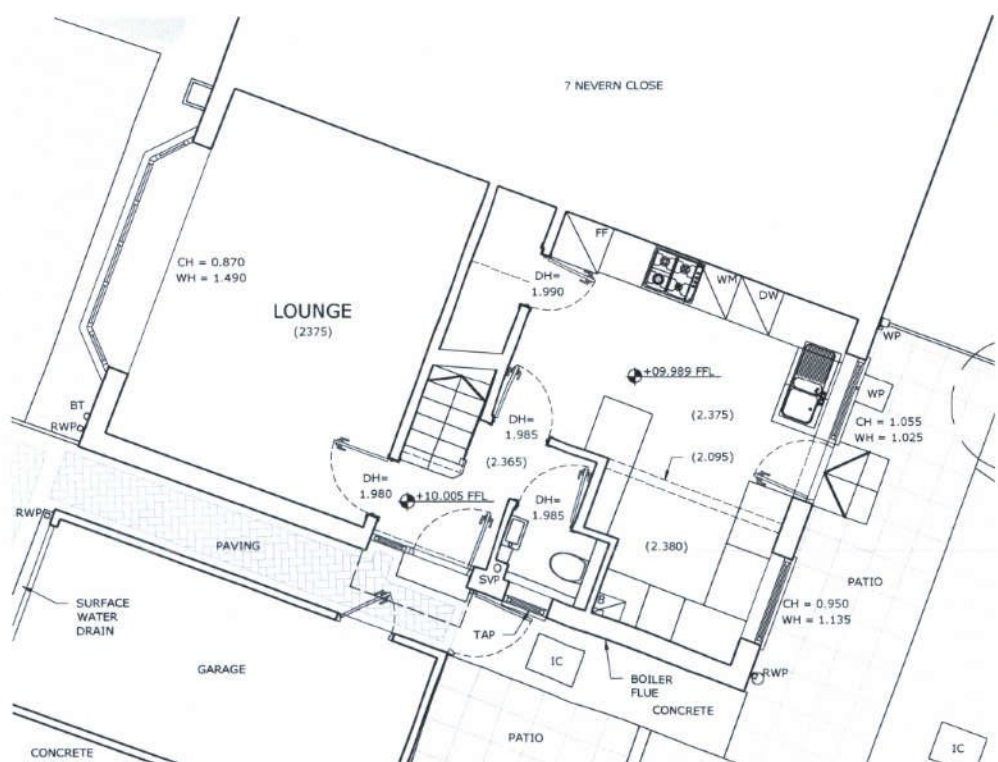 7 NEVERN CLOSE
CH = 0.870
WH = 1.490
LOUNGE
(2375)
FF
DH=
1.990
WM
DW
WP
+09.989 FFL
WP
CH = 1.055
WH = 1.025
(2.375)
(2.095)
BT
RWP
DH=
1.985
(2.365)
DH=
1.980
+10.005 FFL
DH=
1.985
RWP
PAVING
(2.380)
SVP
B
PATIO
SURFACE
WATER
DRAIN
CH = 0.950
WH = 1.135
TAP
IC
GARAGE
BOILER
FLUE
RWP
CONCRETE
PATIO
IC
CONCRETE